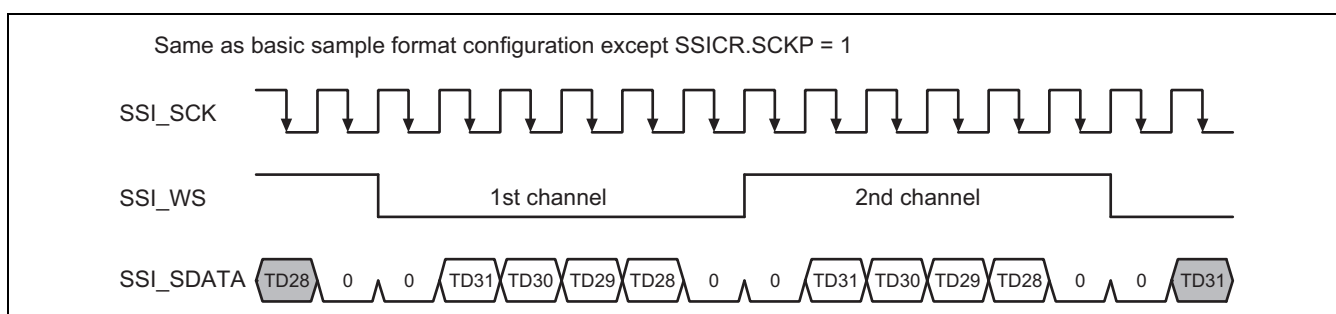 Same as basic sample format configuration except SSICR.SCKP = 1
SSI_SCK
SSI_WS 1st channel 2nd channel
SSI_SDATA TD28 0 0 TD31 TD30 TD29 TD28 0 0 TD31 TD30 TD29 TD28 0 0 TD31